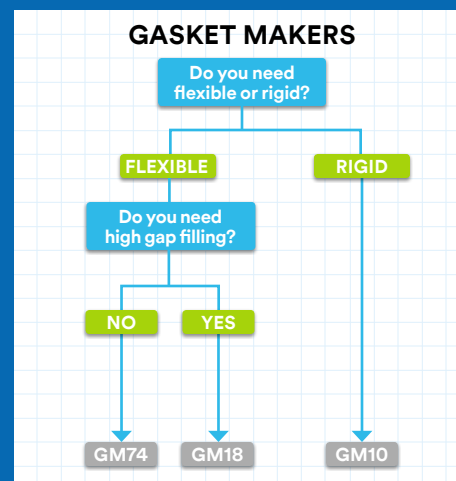 GASKET MAKERS
Do you need
flexible or rigid?
FLEXIBLE
RIGID
Do you need
high gap filling?
NO
YES
GM74
GM18
GM10